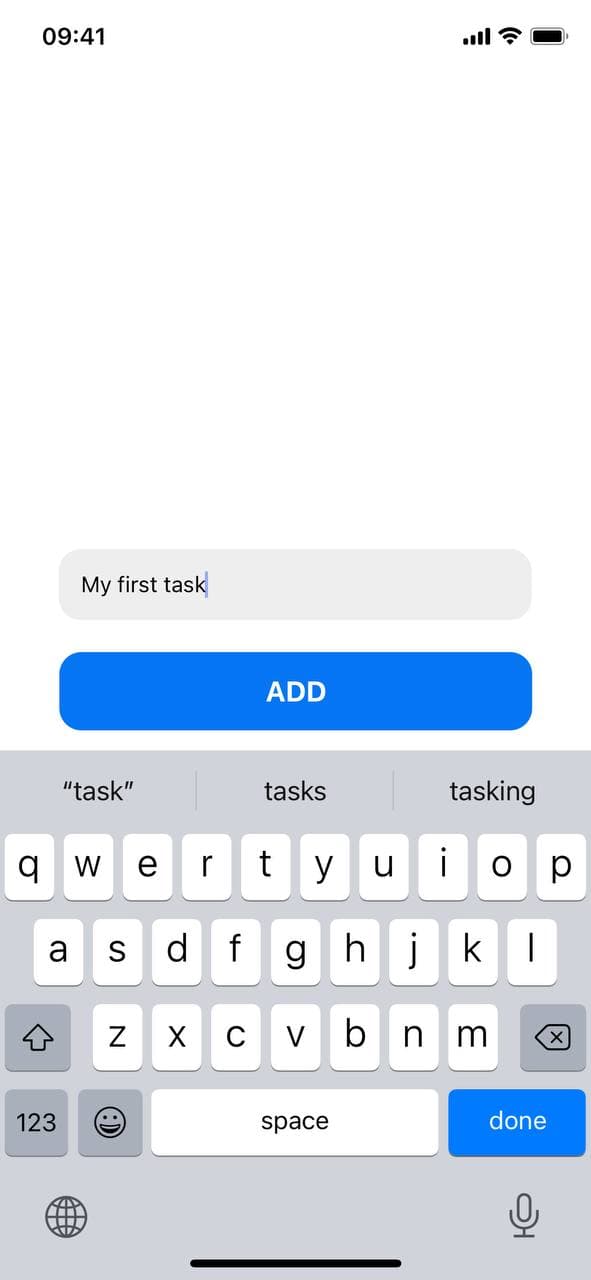 09:41
My first task
ADD
“task” tasks tasking
q w e r t y u i o p
a s d f g h j k l
z x c v b n m
123 space done